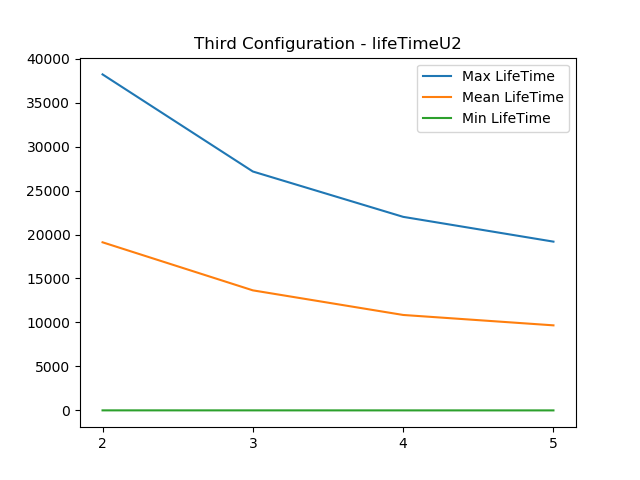 Third Configuration - lifeTimeU2
Max LifeTime
Mean LifeTime
Min LifeTime
40000
35000
30000
25000
20000
15000
10000
5000
0
2 3 4 5